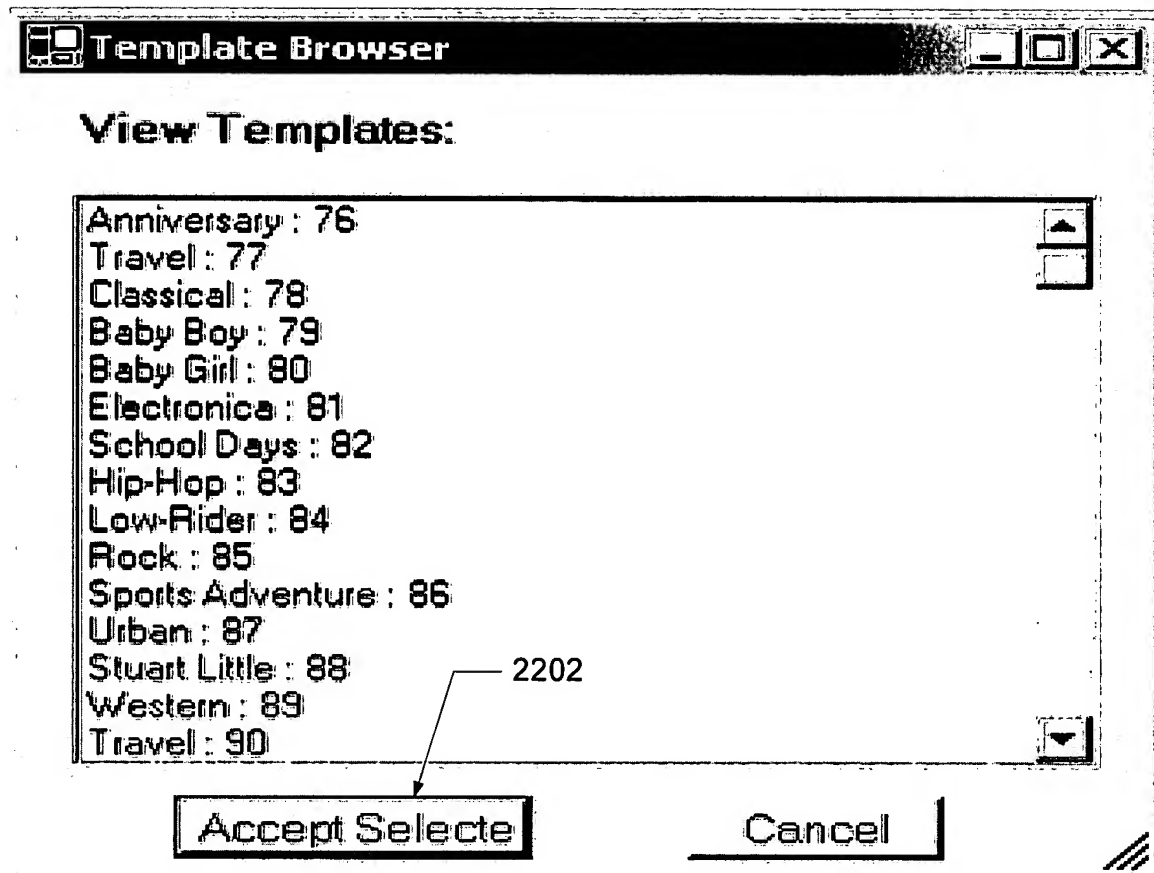 Template Browser
View Templates:
Anniversary : 76
Travel : 77
Classical : 78
Baby Boy : 79
Baby Girl : 80
Electronica : 81
School Days : 82
Hip-Hop : 83
Low-Rider : 84
Rock : 85
Sports Adventure : 86
Urban : 87
Stuart Little : 88
Western : 89
Travel : 90
2202
Accept Selecte
Cancel